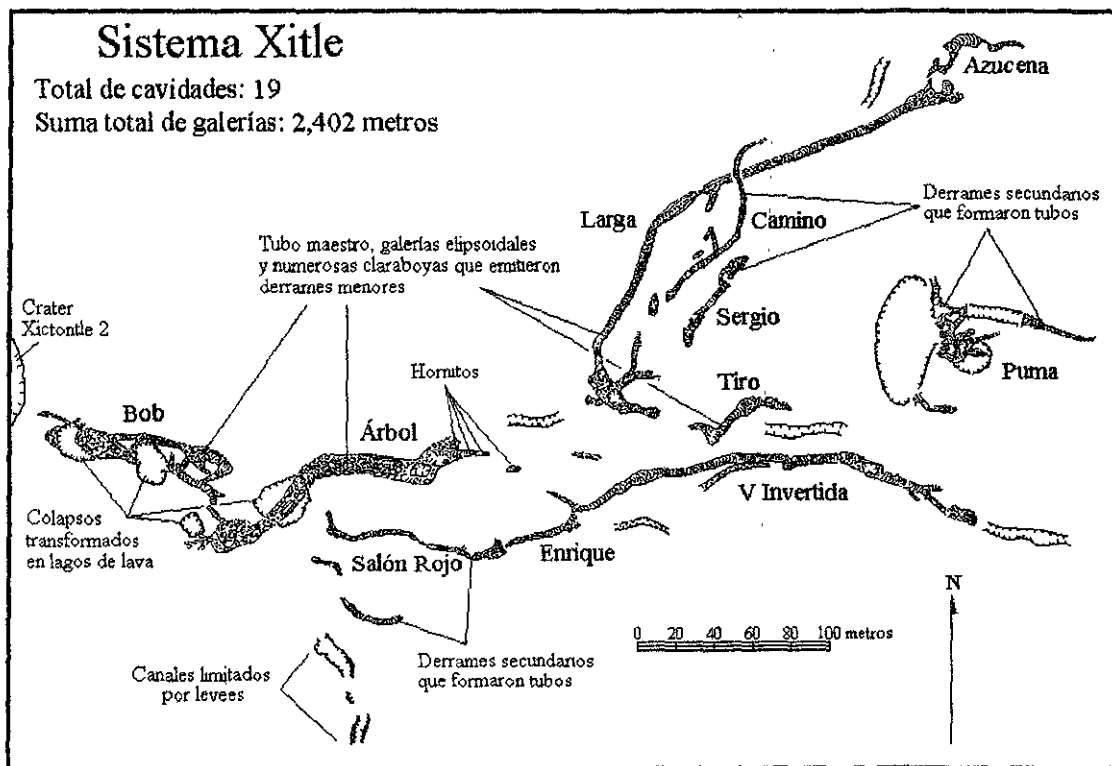 Sistema Xitle
Total de cavidades: 19
Suma total de galerías: 2,402 metros
Azucena
Larga
Camino
Derrames secundarios
que formaron tubos
Tubo maestro, galerías elipsoidales
y numerosas claraboyas que emitieron
derrames menores
Crater
Xictontle 2
Sergio
Puma
Hornitos
Tiro
Bob
Árbol
V Invertida
Colapsos
transformados
en lagos de lava
Salón Rojo
Enrique
N
0 20 40 60 80 100 metros
Canales limitados
por levees
Derrames secundarios
que formaron tubos